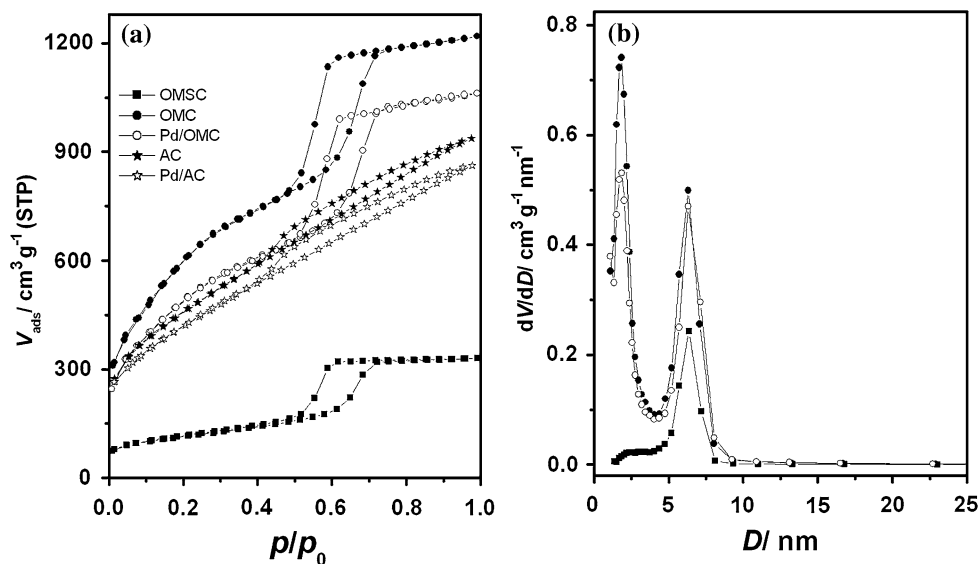 (a)
1200
900
600
300
0
V_ads/ cm³ g⁻¹ (STP)
OMSC
OMC
Pd/OMC
AC
Pd/AC
0.0 0.2 0.4 0.6 0.8 1.0
p/p₀
(b)
0.8
0.6
0.4
0.2
0.0
dV/dD/ cm³ g⁻¹ nm⁻¹
0 5 10 15 20 25
D/ nm